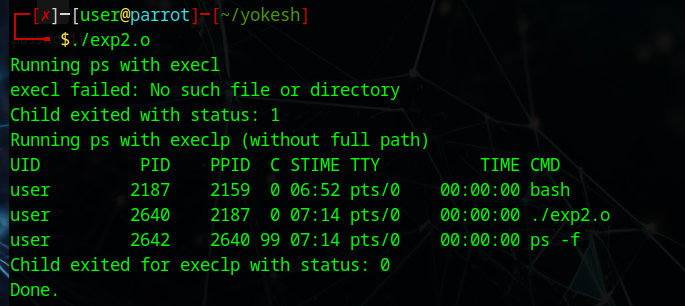 ┌─[✗]─[user@parrot]─[~/yokesh]
└──╼ $./exp2.o
Running ps with execl
execl failed: No such file or directory
Child exited with status: 1
Running ps with execlp (without full path)
UID          PID    PPID  C STIME TTY          TIME CMD
user        2187    2159  0 06:52 pts/0    00:00:00 bash
user        2640    2187  0 07:14 pts/0    00:00:00 ./exp2.o
user        2642    2640 99 07:14 pts/0    00:00:00 ps -f
Child exited for execlp with status: 0
Done.